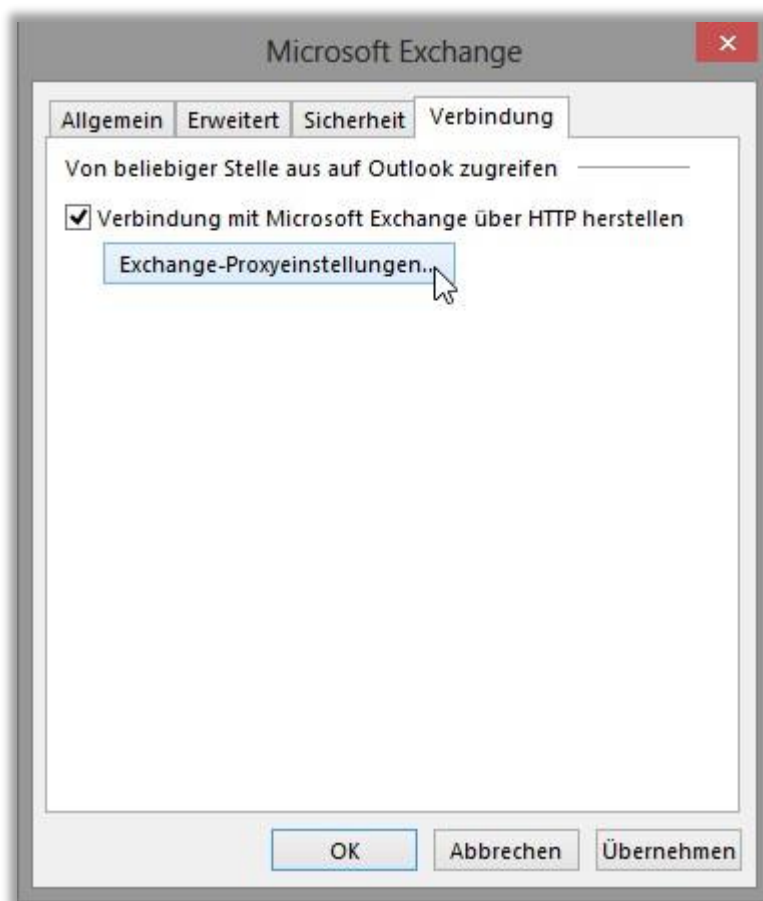 Microsoft Exchange
Allgemein Erweitert Sicherheit Verbindung
Von beliebiger Stelle aus auf Outlook zugreifen
Verbindung mit Microsoft Exchange über HTTP herstellen
Exchange-Proxyeinstellungen...
OK Abbrechen Übernehmen